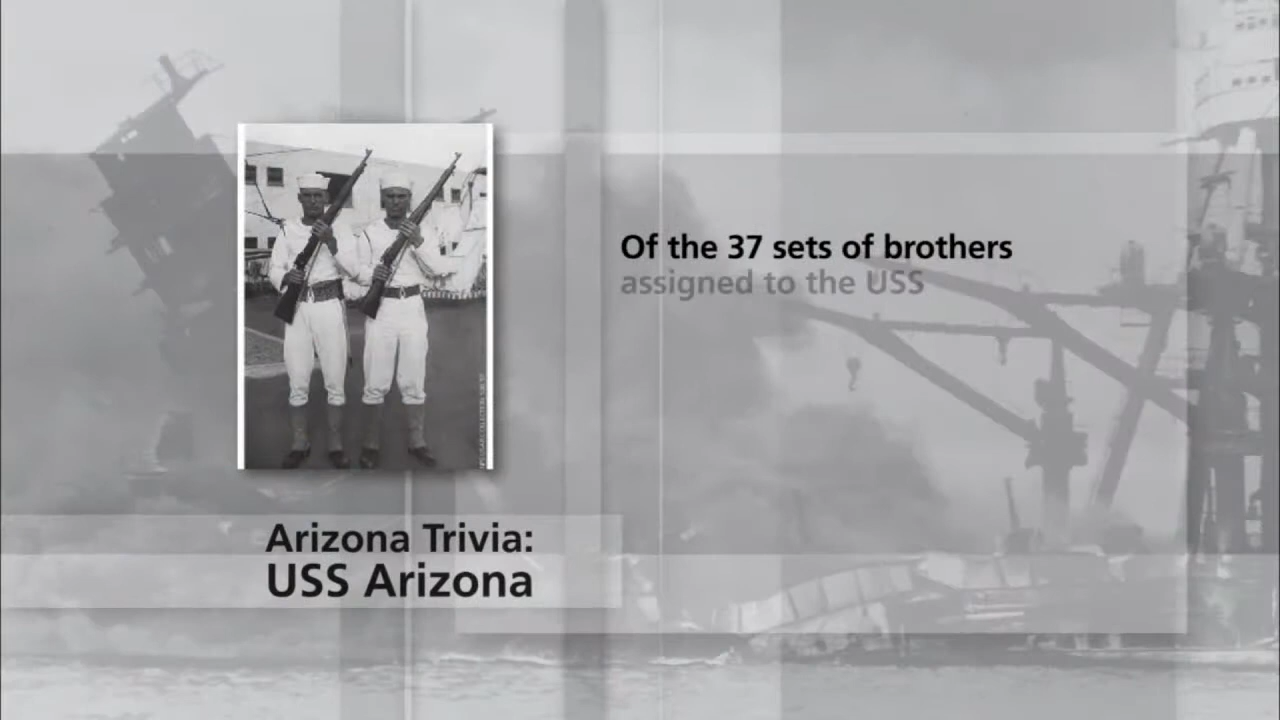 Of the 37 sets of brothers
assigned to the USS
Arizona Trivia:
USS Arizona